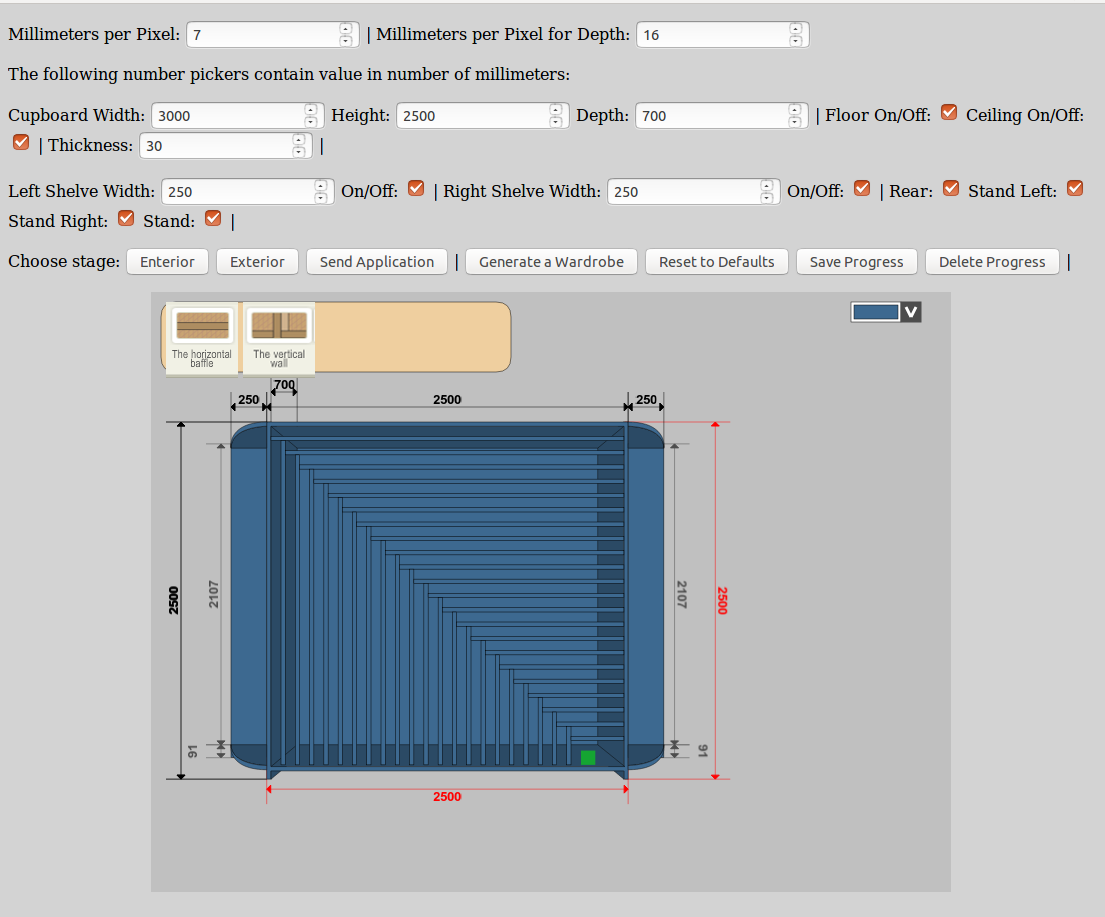 Millimeters per Pixel: 7 | Millimeters per Pixel for Depth: 16
The following number pickers contain value in number of millimeters:
Cupboard Width: 3000 Height: 2500 Depth: 700 | Floor On/Off: Ceiling On/Off:
| Thickness: 30 |
Left Shelve Width: 250 On/Off: | Right Shelve Width: 250 On/Off: | Rear: Stand Left:
Stand Right: Stand: |
Choose stage: Enterior Exterior Send Application | Generate a Wardrobe Reset to Defaults Save Progress Delete Progress |
V
The horizontal
baffle
The vertical
wall
700
250 2500 250
2500
2107
2107
2500
91
91
2500